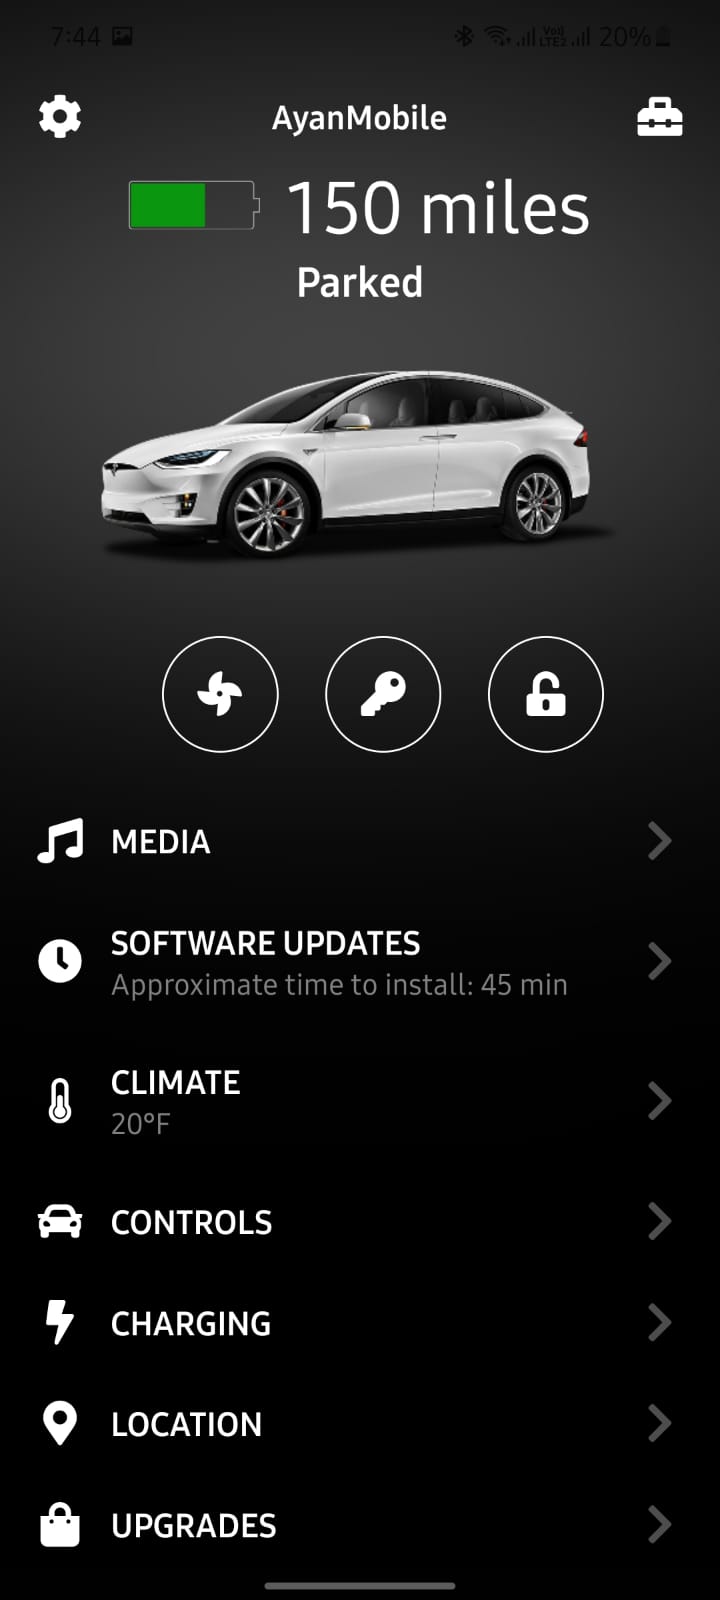 7:44 Vo) LTE2 20%
AyanMobile
150 miles
Parked
MEDIA
SOFTWARE UPDATES
Approximate time to install: 45 min
CLIMATE
20°F
CONTROLS
CHARGING
LOCATION
UPGRADES